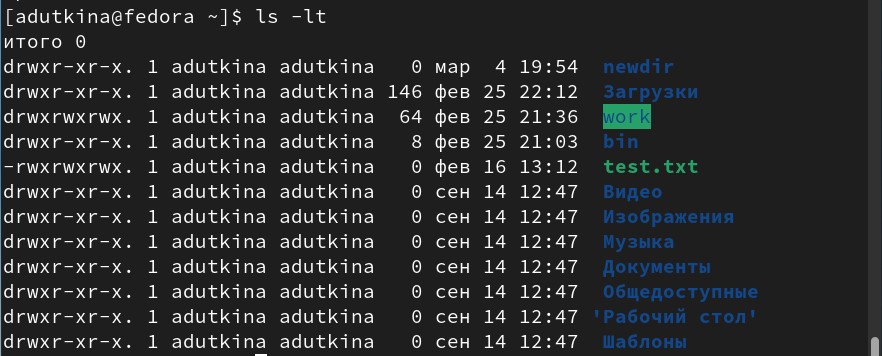 [adutkina@fedora ~]$ ls -lt
итого 0
drwxr-xr-x. 1 adutkina adutkina   0 мар  4 19:54  newdir
drwxr-xr-x. 1 adutkina adutkina 146 фев 25 22:12  Загрузки
drwxrwxrwx. 1 adutkina adutkina  64 фев 25 21:36  work
drwxr-xr-x. 1 adutkina adutkina   8 фев 25 21:03  bin
-rwxrwxrwx. 1 adutkina adutkina   0 фев 16 13:12  test.txt
drwxr-xr-x. 1 adutkina adutkina   0 сен 14 12:47  Видео
drwxr-xr-x. 1 adutkina adutkina   0 сен 14 12:47  Изображения
drwxr-xr-x. 1 adutkina adutkina   0 сен 14 12:47  Музыка
drwxr-xr-x. 1 adutkina adutkina   0 сен 14 12:47  Документы
drwxr-xr-x. 1 adutkina adutkina   0 сен 14 12:47  Общедоступные
drwxr-xr-x. 1 adutkina adutkina   0 сен 14 12:47 'Рабочий стол'
drwxr-xr-x. 1 adutkina adutkina   0 сен 14 12:47  Шаблоны